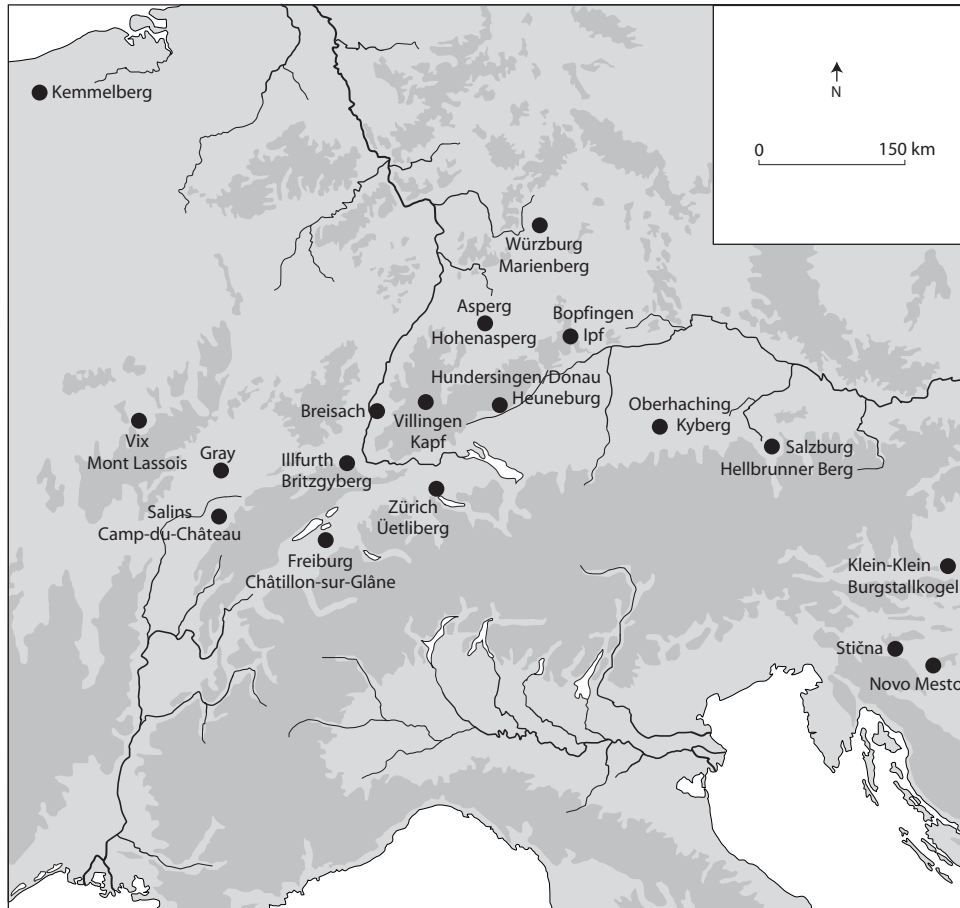 Kemmelberg
N
0
150 km
Würzburg
Marienberg
Asperg
Hohenasperg
Bopfingen
Ipf
Hundersingen/Donau
Heuneburg
Breisach
Villingen
Kapf
Oberhaching
Kyberg
Vix
Mont Lassois
Gray
Illfurth
Britzgyberg
Salzburg
Hellbrunner Berg
Zürich
Üetliberg
Salins
Camp-du-Château
Freiburg
Châtillon-sur-Glâne
Klein-Klein
Burgstallkogel
Stična
Novo Mesto